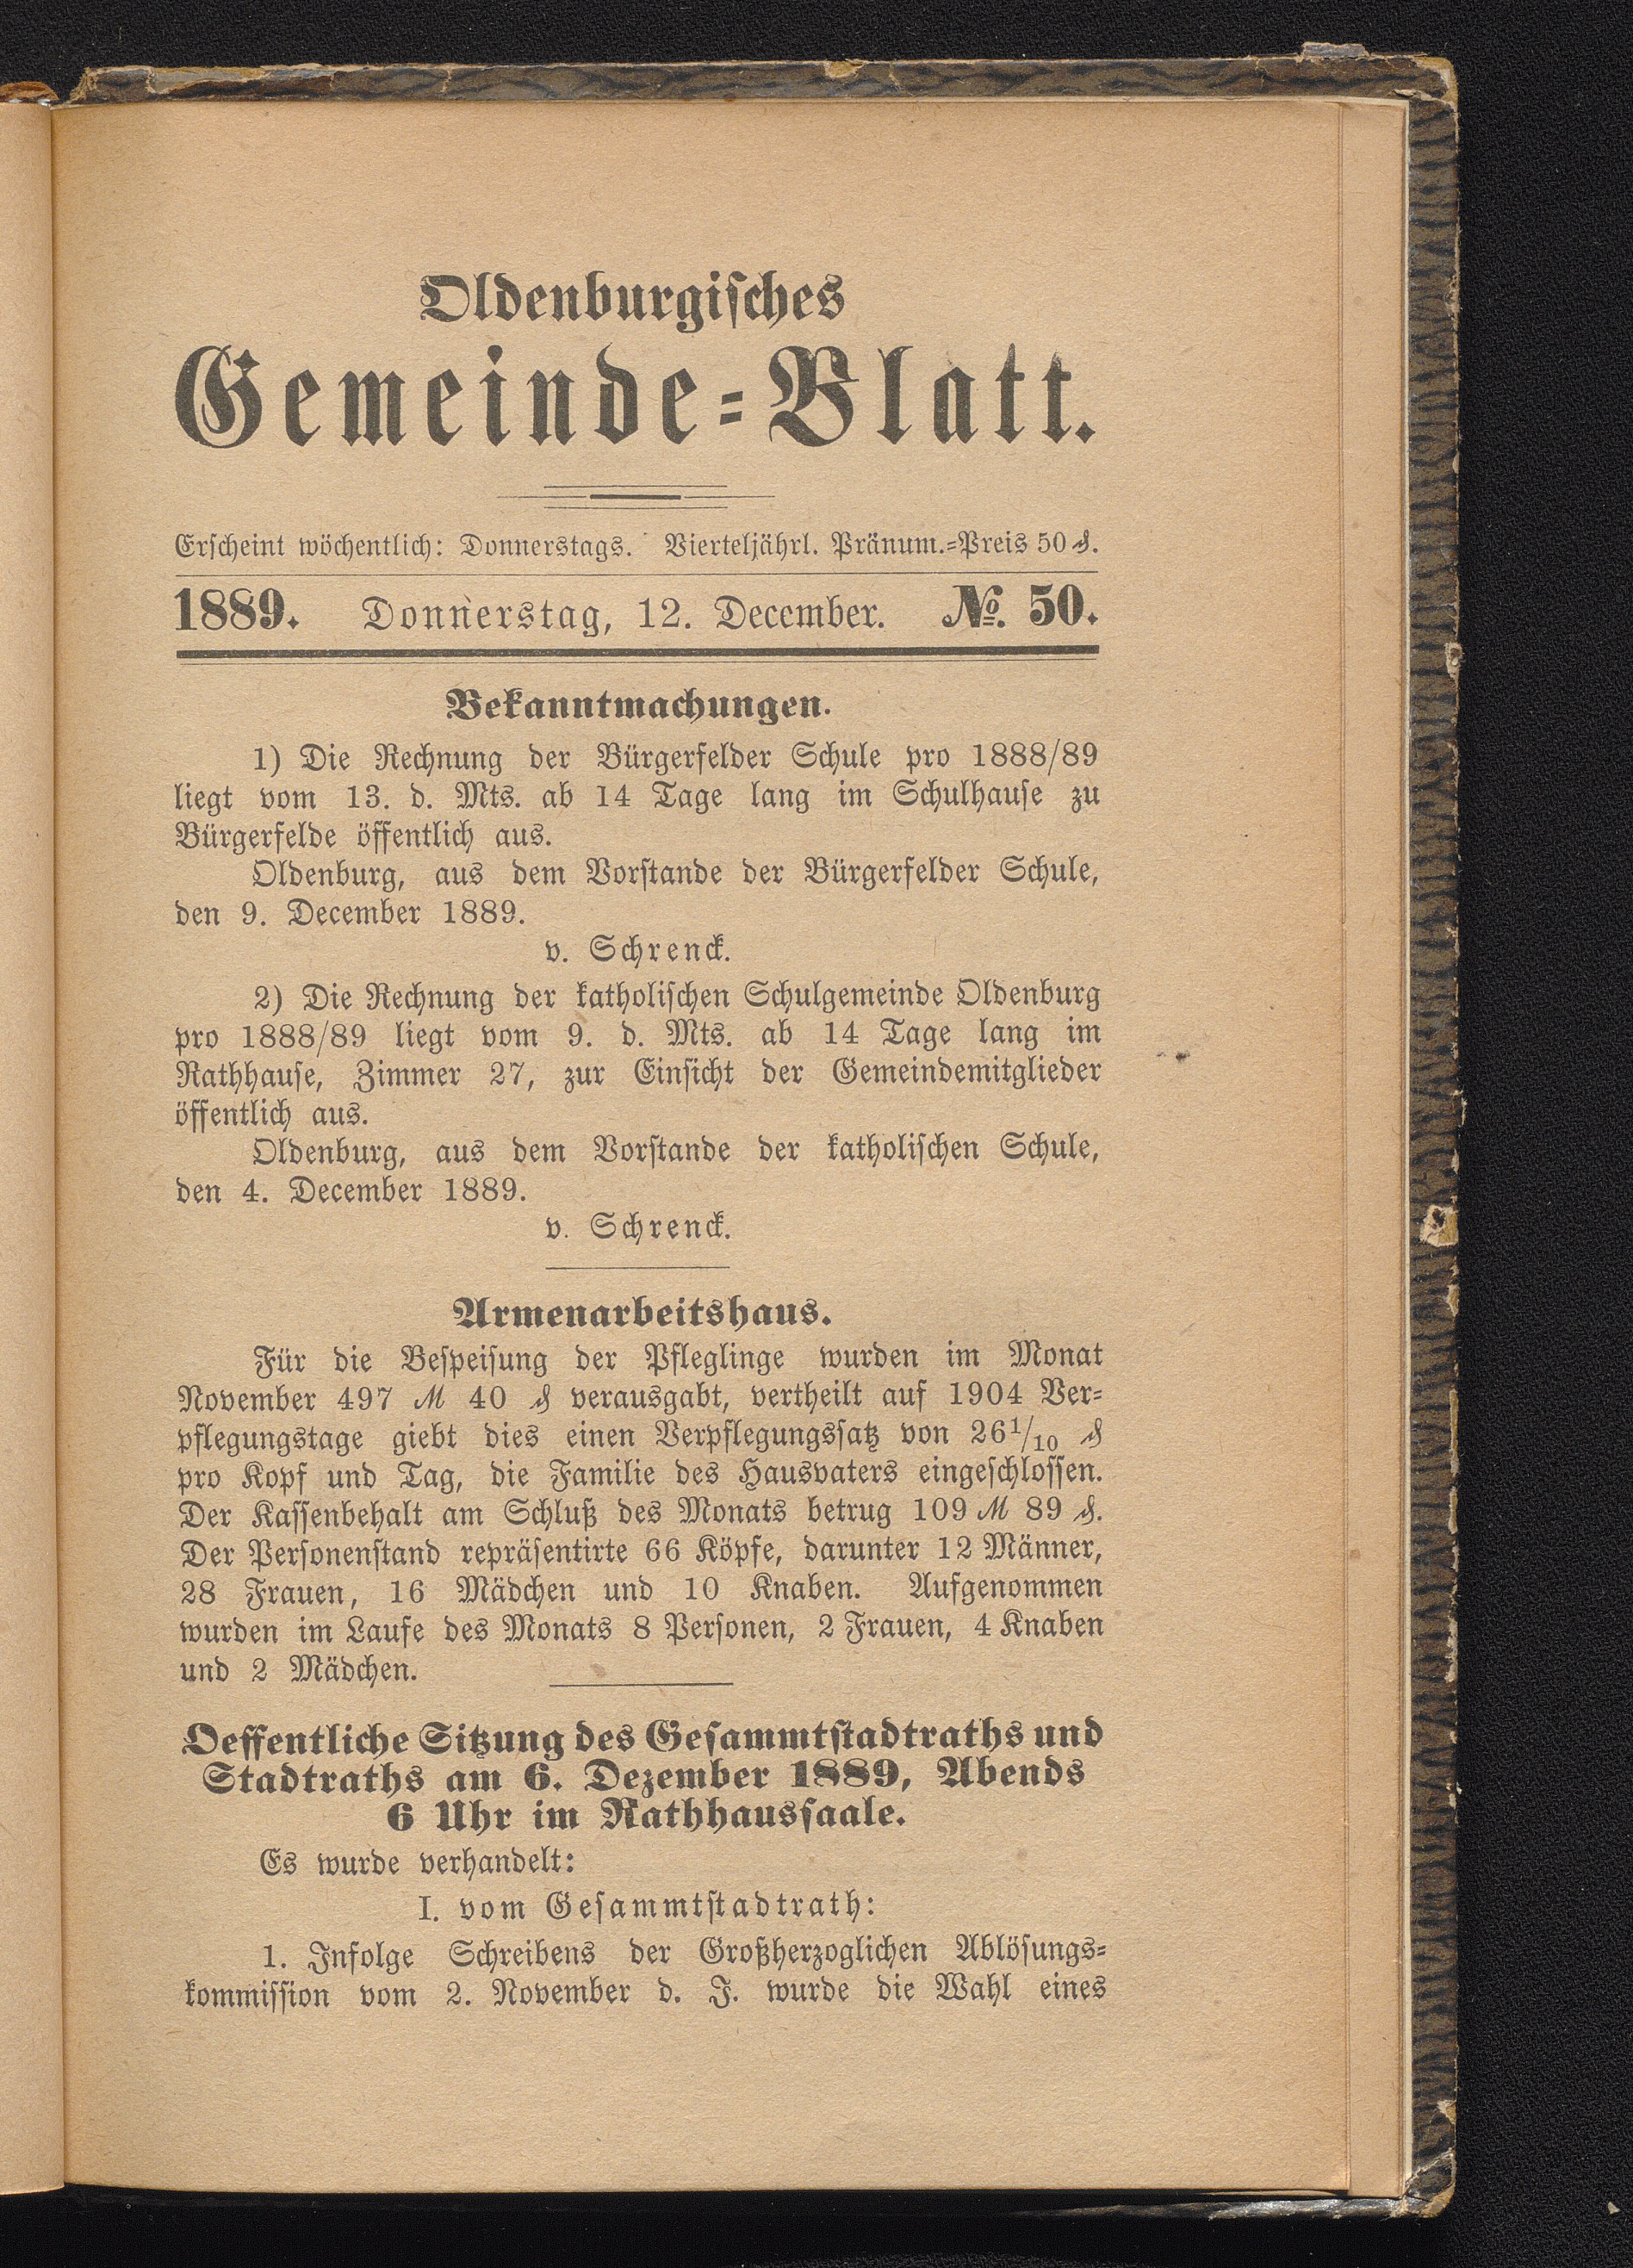 Oldenburgisches
Gemeinde-Blatt.
Erscheint wöchentlich: Donnerstags. Vierteljährl. Pränum.-Preis 50 ₰.
1889. Donnerstag, 12. December. №. 50.
Bekanntmachungen.
1) Die Rechnung der Bürgerfelder Schule pro 1888/89
liegt vom 13. d. Mts. ab 14 Tage lang im Schulhause zu
Bürgerfelde öffentlich aus.
Oldenburg, aus dem Vorstande der Bürgerfelder Schule,
den 9. December 1889.
v. Schrenck.
2) Die Rechnung der katholischen Schulgemeinde Oldenburg
pro 1888/89 liegt vom 9. d. Mts. ab 14 Tage lang im
Rathhause, Zimmer 27, zur Einsicht der Gemeindemitglieder
öffentlich aus.
Oldenburg, aus dem Vorstande der katholischen Schule,
den 4. December 1889.
v. Schrenck.
Armenarbeitshaus.
Für die Bespeisung der Pfleglinge wurden im Monat
November 497 ℳ 40 ₰ verausgabt, vertheilt auf 1904 Ver-
pflegungstage giebt dies einen Verpflegungssatz von 26 1/10 ₰
pro Kopf und Tag, die Familie des Hausvaters eingeschlossen.
Der Kassenbehalt am Schluß des Monats betrug 109 ℳ 89 ₰.
Der Personenstand repräsentirte 66 Köpfe, darunter 12 Männer,
28 Frauen, 16 Mädchen und 10 Knaben. Aufgenommen
wurden im Laufe des Monats 8 Personen, 2 Frauen, 4 Knaben
und 2 Mädchen.
Oeffentliche Sitzung des Gesammtstadtraths und
Stadtraths am 6. Dezember 1889, Abends
6 Uhr im Rathhaussaale.
Es wurde verhandelt:
I. vom Gesammtstadtrath:
1. Infolge Schreibens der Großherzoglichen Ablösungs-
kommission vom 2. November d. J. wurde die Wahl eines